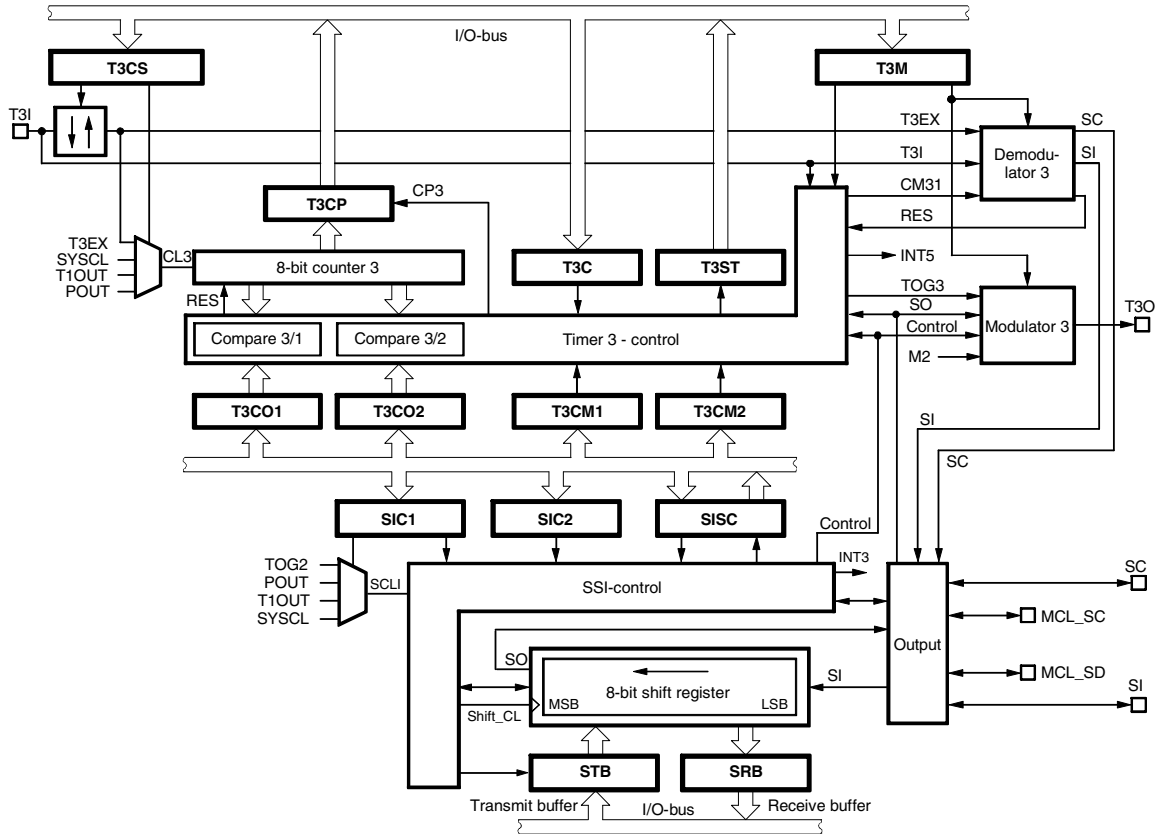 I/O-bus
T3CS
T3M
T3I
T3EX
SC
T3I
SI
Demodu-
lator 3
CP3
CM31
T3CP
RES
T3EX
SYSCL
T1OUT
POUT
CL3
8-bit counter 3
T3C
T3ST
INT5
RES
TOG3
SO
Control
M2
Modulator 3
T3O
Compare 3/1
Compare 3/2
Timer 3 - control
T3CO1
T3CO2
T3CM1
T3CM2
SI
SC
SIC1
SIC2
SISC
Control
TOG2
POUT
T1OUT
SYSCL
SCLI
SSI-control
INT3
SC
MCL_SC
Output
MCL_SD
SI
SO
8-bit shift register
MSB
LSB
SI
Shift_CL
STB
SRB
Transmit buffer
I/O-bus
Receive buffer